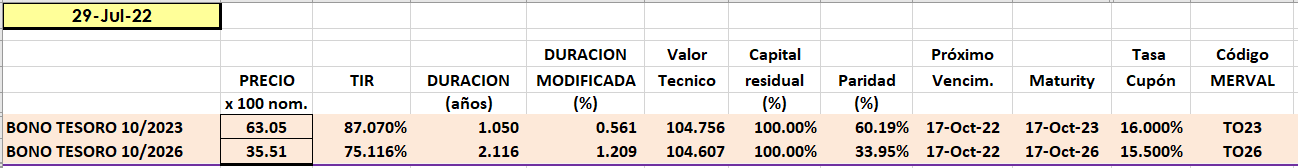 29-Jul-22
DURACION Valor Capital Próximo Tasa Código
PRECIO TIR DURACION MODIFICADA Tecnico residual Paridad Vencim. Maturity Cupón MERVAL
x 100 nom. (años) (%) (%) (%)
BONO TESORO 10/2023 63.05 87.070% 1.050 0.561 104.756 100.00% 60.19% 17-Oct-22 17-Oct-23 16.000% TO23
BONO TESORO 10/2026 35.51 75.116% 2.116 1.209 104.607 100.00% 33.95% 17-Oct-22 17-Oct-26 15.500% TO26